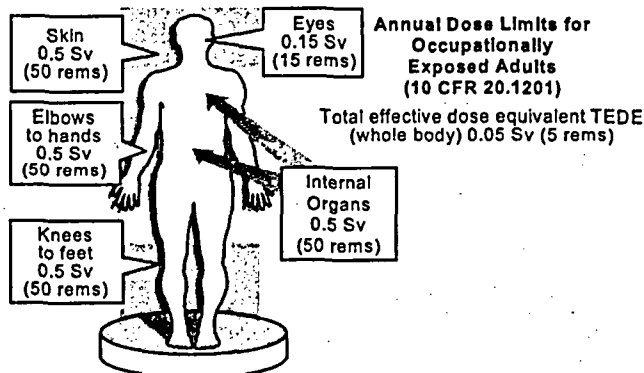 Skin
0.5 Sv
(50 rems)
Eyes
0.15 Sv
(15 rems)
Annual Dose Limits for
Occupationally
Exposed Adults
(10 CFR 20.1201)
Total effective dose equivalent TEDE
(whole body) 0.05 Sv (5 rems)
Elbows
to hands
0.5 Sv
(50 rems)
Internal
Organs
0.5 Sv
(50 rems)
Knees
to feet
0.5 Sv
(50 rems)